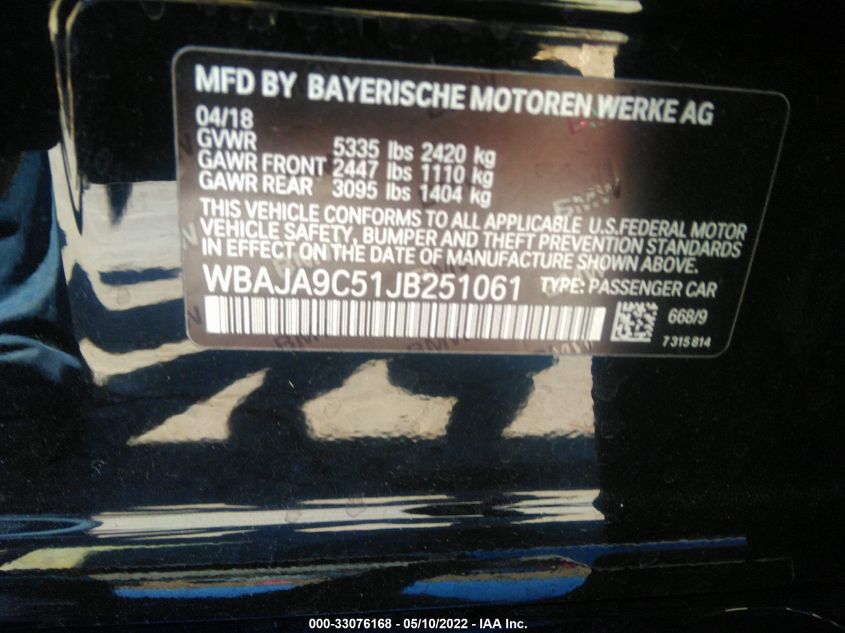 MFD BY BAYERISCHE MOTOREN WERKE AG
04/18
GVWR 5335 lbs 2420 kg
GAWR FRONT 2447 lbs 1110 kg
GAWR REAR 3095 lbs 1404 kg
THIS VEHICLE CONFORMS TO ALL APPLICABLE U.S.FEDERAL MOTOR
VEHICLE SAFETY, BUMPER AND THEFT PREVENTION STANDARDS
IN EFFECT ON THE DATE OF MANUFACTURE SHOWN ABOVE.
WBAJA9C51JB251061 TYPE: PASSENGER CAR
668/9
7315814
000-33076168 - 05/10/2022 - IAA Inc.